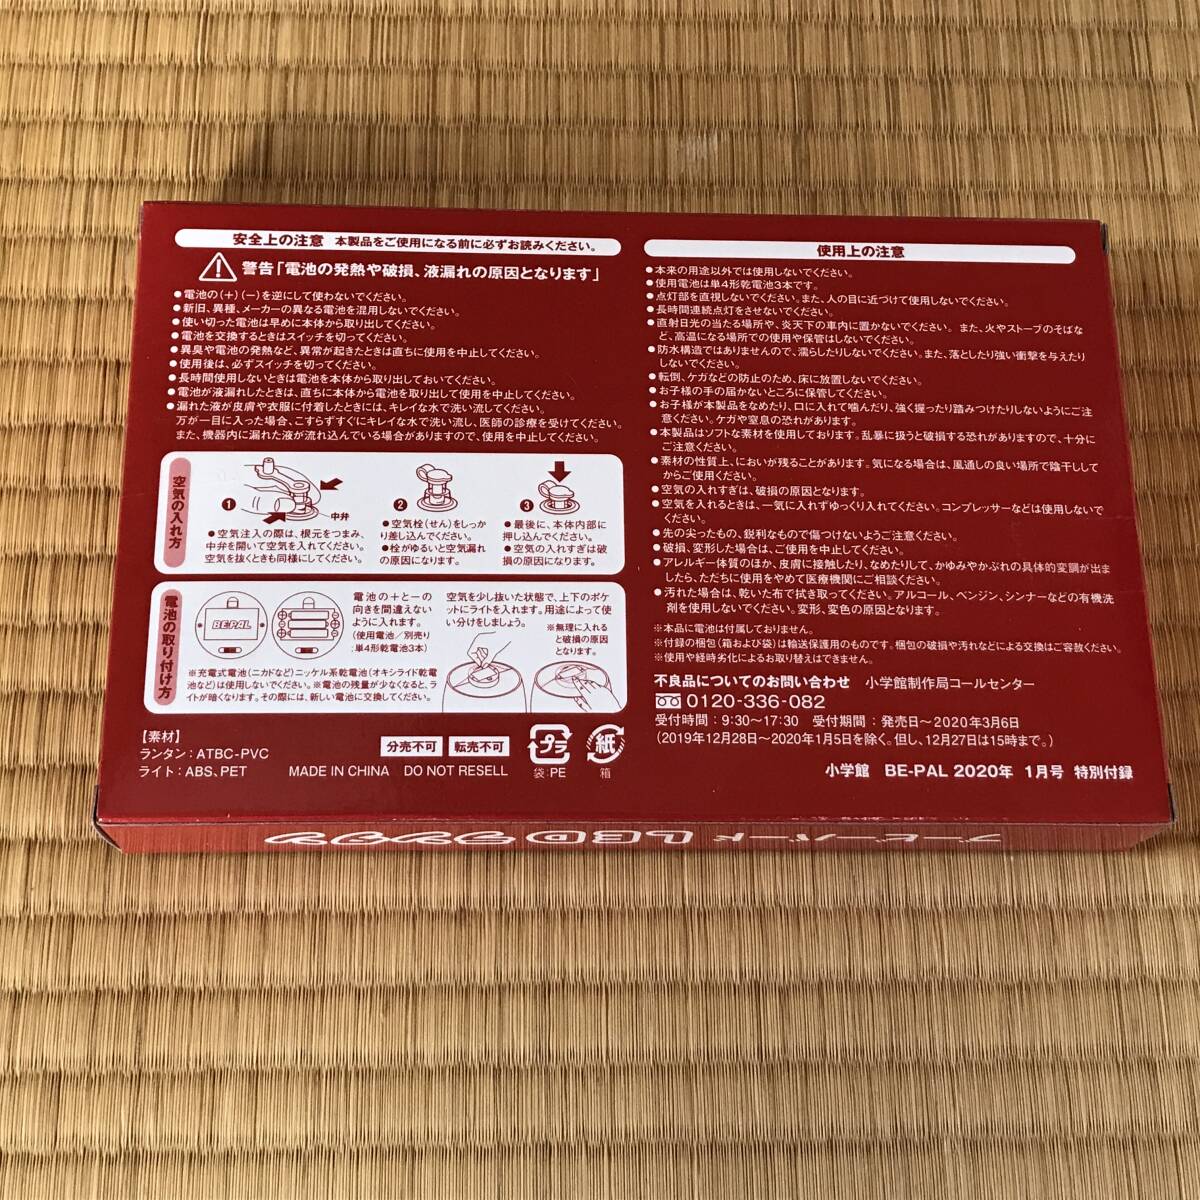 安全上の注意 本製品をご使用になる前に必ずお読みください。
警告「電池の発熱や破損、液漏れの原因となります」
●電池の(+)(-)を逆にして使わないでください。
●新旧、異種、メーカーの異なる電池を混用しないでください。
●使い切った電池は早めに本体から取り出してください。
●電池を交換するときはスイッチを切ってください。
●異臭や電池の発熱など、異常が起きたときは直ちに使用を中止してください。
●使用後は、必ずスイッチを切ってください。
●長時間使用しないときは電池を本体から取り出しておいてください。
●電池が液漏れしたときは、直ちに本体から電池を取り出して使用を中止してください。
●漏れた液が皮膚や衣服に付着したときには、キレイな水で洗い流してください。
万が一目に入った場合、こすらずすぐにキレイな水で洗い流し、医師の診療を受けてください。
また、機器内に漏れた液が流れ込んでいる場合がありますので、使用を中止してください。
空気の入れ方
1
中弁
●空気注入の際は、根元をつまみ、
中弁を開いて空気を入れてください。
空気を抜くときも同様にしてください。
2
●空気栓(せん)をしっか
り差し込んでください。
●栓がゆるいと空気漏れ
の原因になります。
3
●最後に、本体内部に
押し込んでください。
●空気の入れすぎは破
損の原因になります。
電池の取り付け方
BE-PAL
電池の+と-の
向きを間違えない
ように入れます。
(使用電池/別売り
:単4形乾電池3本)
※充電式電池(ニカドなど)ニッケル系乾電池(オキシライド乾電
池など)は使用しないでください。※電池の残量が少なくなると、ラ
イトが暗くなります。その際には、新しい電池に交換してください。
空気を少し抜いた状態で、上下のポケ
ットにライトを入れます。用途によって使
い分けをしましょう。
※無理に入れる
と破損の原因
となります。
【素材】
ランタン:ATBC-PVC
ライト:ABS、PET
分売不可 転売不可
MADE IN CHINA DO NOT RESELL
プラ
袋:PE
紙
箱
使用上の注意
●本来の用途以外では使用しないでください。
●使用電池は単4形乾電池3本です。
●点灯部を直視しないでください。また、人の目に近づけて使用しないでください。
●長時間連続点灯をさせないでください。
●直射日光の当たる場所や、炎天下の車内に置かないでください。また、火やストーブのそばな
ど、高温になる場所での使用や保管はしないでください。
●防水構造ではありませんので、濡らしたりしないでください。また、落としたり強い衝撃を与えたり
しないでください。
●転倒、ケガなどの防止のため、床に放置しないでください。
●お子様の手の届かないところに保管してください。
●お子様が本製品をなめたり、口に入れて噛んだり、強く握ったり踏みつけたりしないようにご注
意ください。ケガや窒息の恐れがあります。
●本製品はソフトな素材を使用しております。乱暴に扱うと破損する恐れがありますので、十分に
ご注意ください。
●素材の性質上、においが残ることがあります。気になる場合は、風通しの良い場所で陰干しして
からご使用ください。
●空気の入れすぎは、破損の原因となります。
●空気を入れるときは、一気に入れずゆっくり入れてください。コンプレッサーなどは使用しないで
ください。
●先の尖ったもの、鋭利なもので傷つけないようご注意ください。
●破損、変形した場合は、ご使用を中止してください。
●アレルギー体質のほか、皮膚に接触したり、なめたりして、かゆみやかぶれの具体的変調が出ま
したら、ただちに使用をやめて医療機関にご相談ください。
●汚れた場合は、乾いた布で拭き取ってください。アルコール、ベンジン、シンナーなどの有機洗
剤を使用しないでください。変形、変色の原因となります。
※本品に電池は付属しておりません。
※付録の梱包(箱および袋)は輸送保護用のものです。梱包の破損や汚れなどによる交換はご容赦ください。
※使用や経時劣化によるお取り替えはできません。
不良品についてのお問い合わせ 小学館制作局コールセンター
0120-336-082
受付時間:9:30〜17:30 受付期間:発売日〜2020年3月6日
(2019年12月28日〜2020年1月5日を除く。但し、12月27日は15時まで。)
小学館 BE-PAL 2020年 1月号 特別付録
ブービーバード LEDランタン